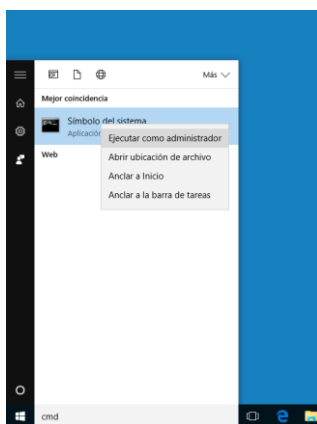 Más
Mejor coincidencia
Símbolo del sistema
Aplicación
Ejecutar como administrador
Abrir ubicación de archivo
Web
Anclar a Inicio
Anclar a la barra de tareas
cmd